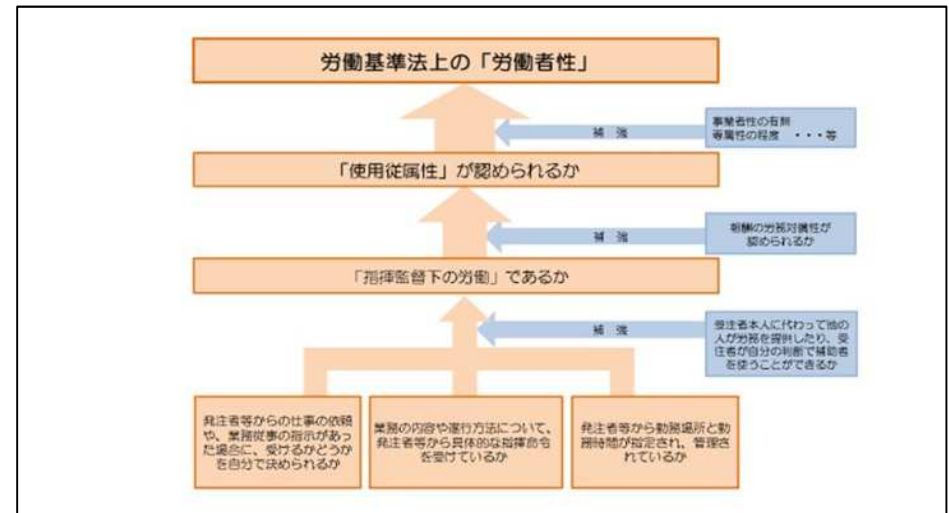 労働基準法上の「労働者性」
補　強
事業者性の有無
専属性の程度　・・・等
「使用従属性」が認められるか
補　強
報酬の労務対償性が
認められるか
「指揮監督下の労働」であるか
補　強
受注者本人に代わって他の
人が労務を提供したり、受
注者が自分の判断で補助者
を使うことができるか
発注者等からの仕事の依頼
や、業務従事の指示があっ
た場合に、受けるかどうか
を自分で決められるか
業務の内容や遂行方法について、
発注者等から具体的な指揮命令
を受けているか
発注者等から勤務場所と勤
務時間が指定され、管理さ
れているか